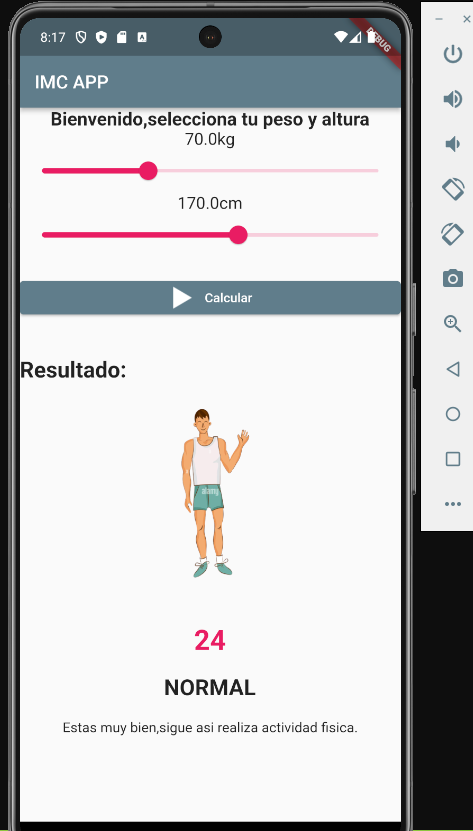 8:17
DEBUG
IMC APP
Bienvenido,selecciona tu peso y altura
70.0kg
170.0cm
Calcular
Resultado:
alamy
24
NORMAL
Estas muy bien,sigue asi realiza actividad fisica.